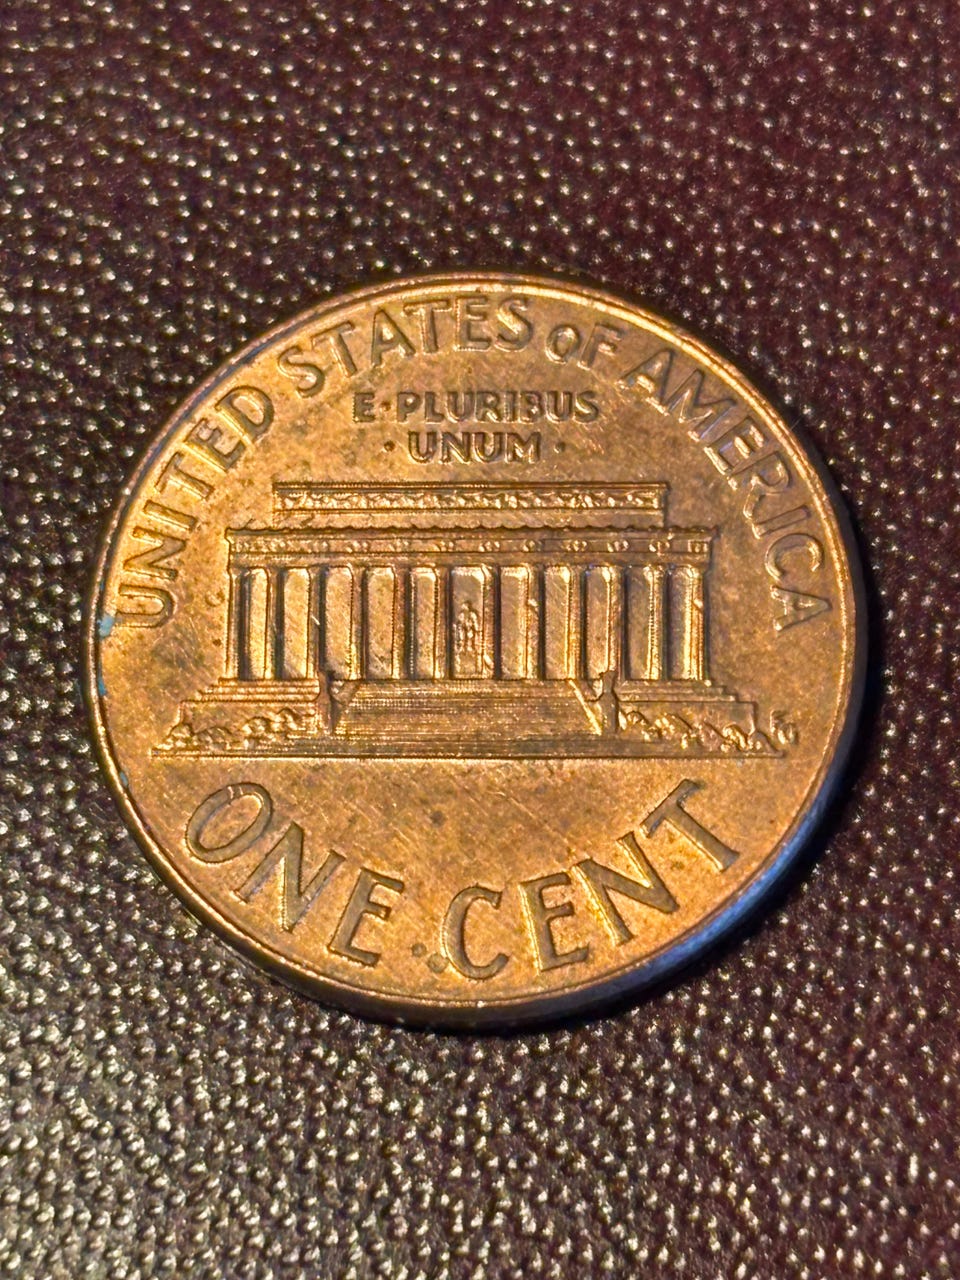 UNITED STATES OF AMERICA
E·PLURIBUS
·UNUM·
ONE CENT